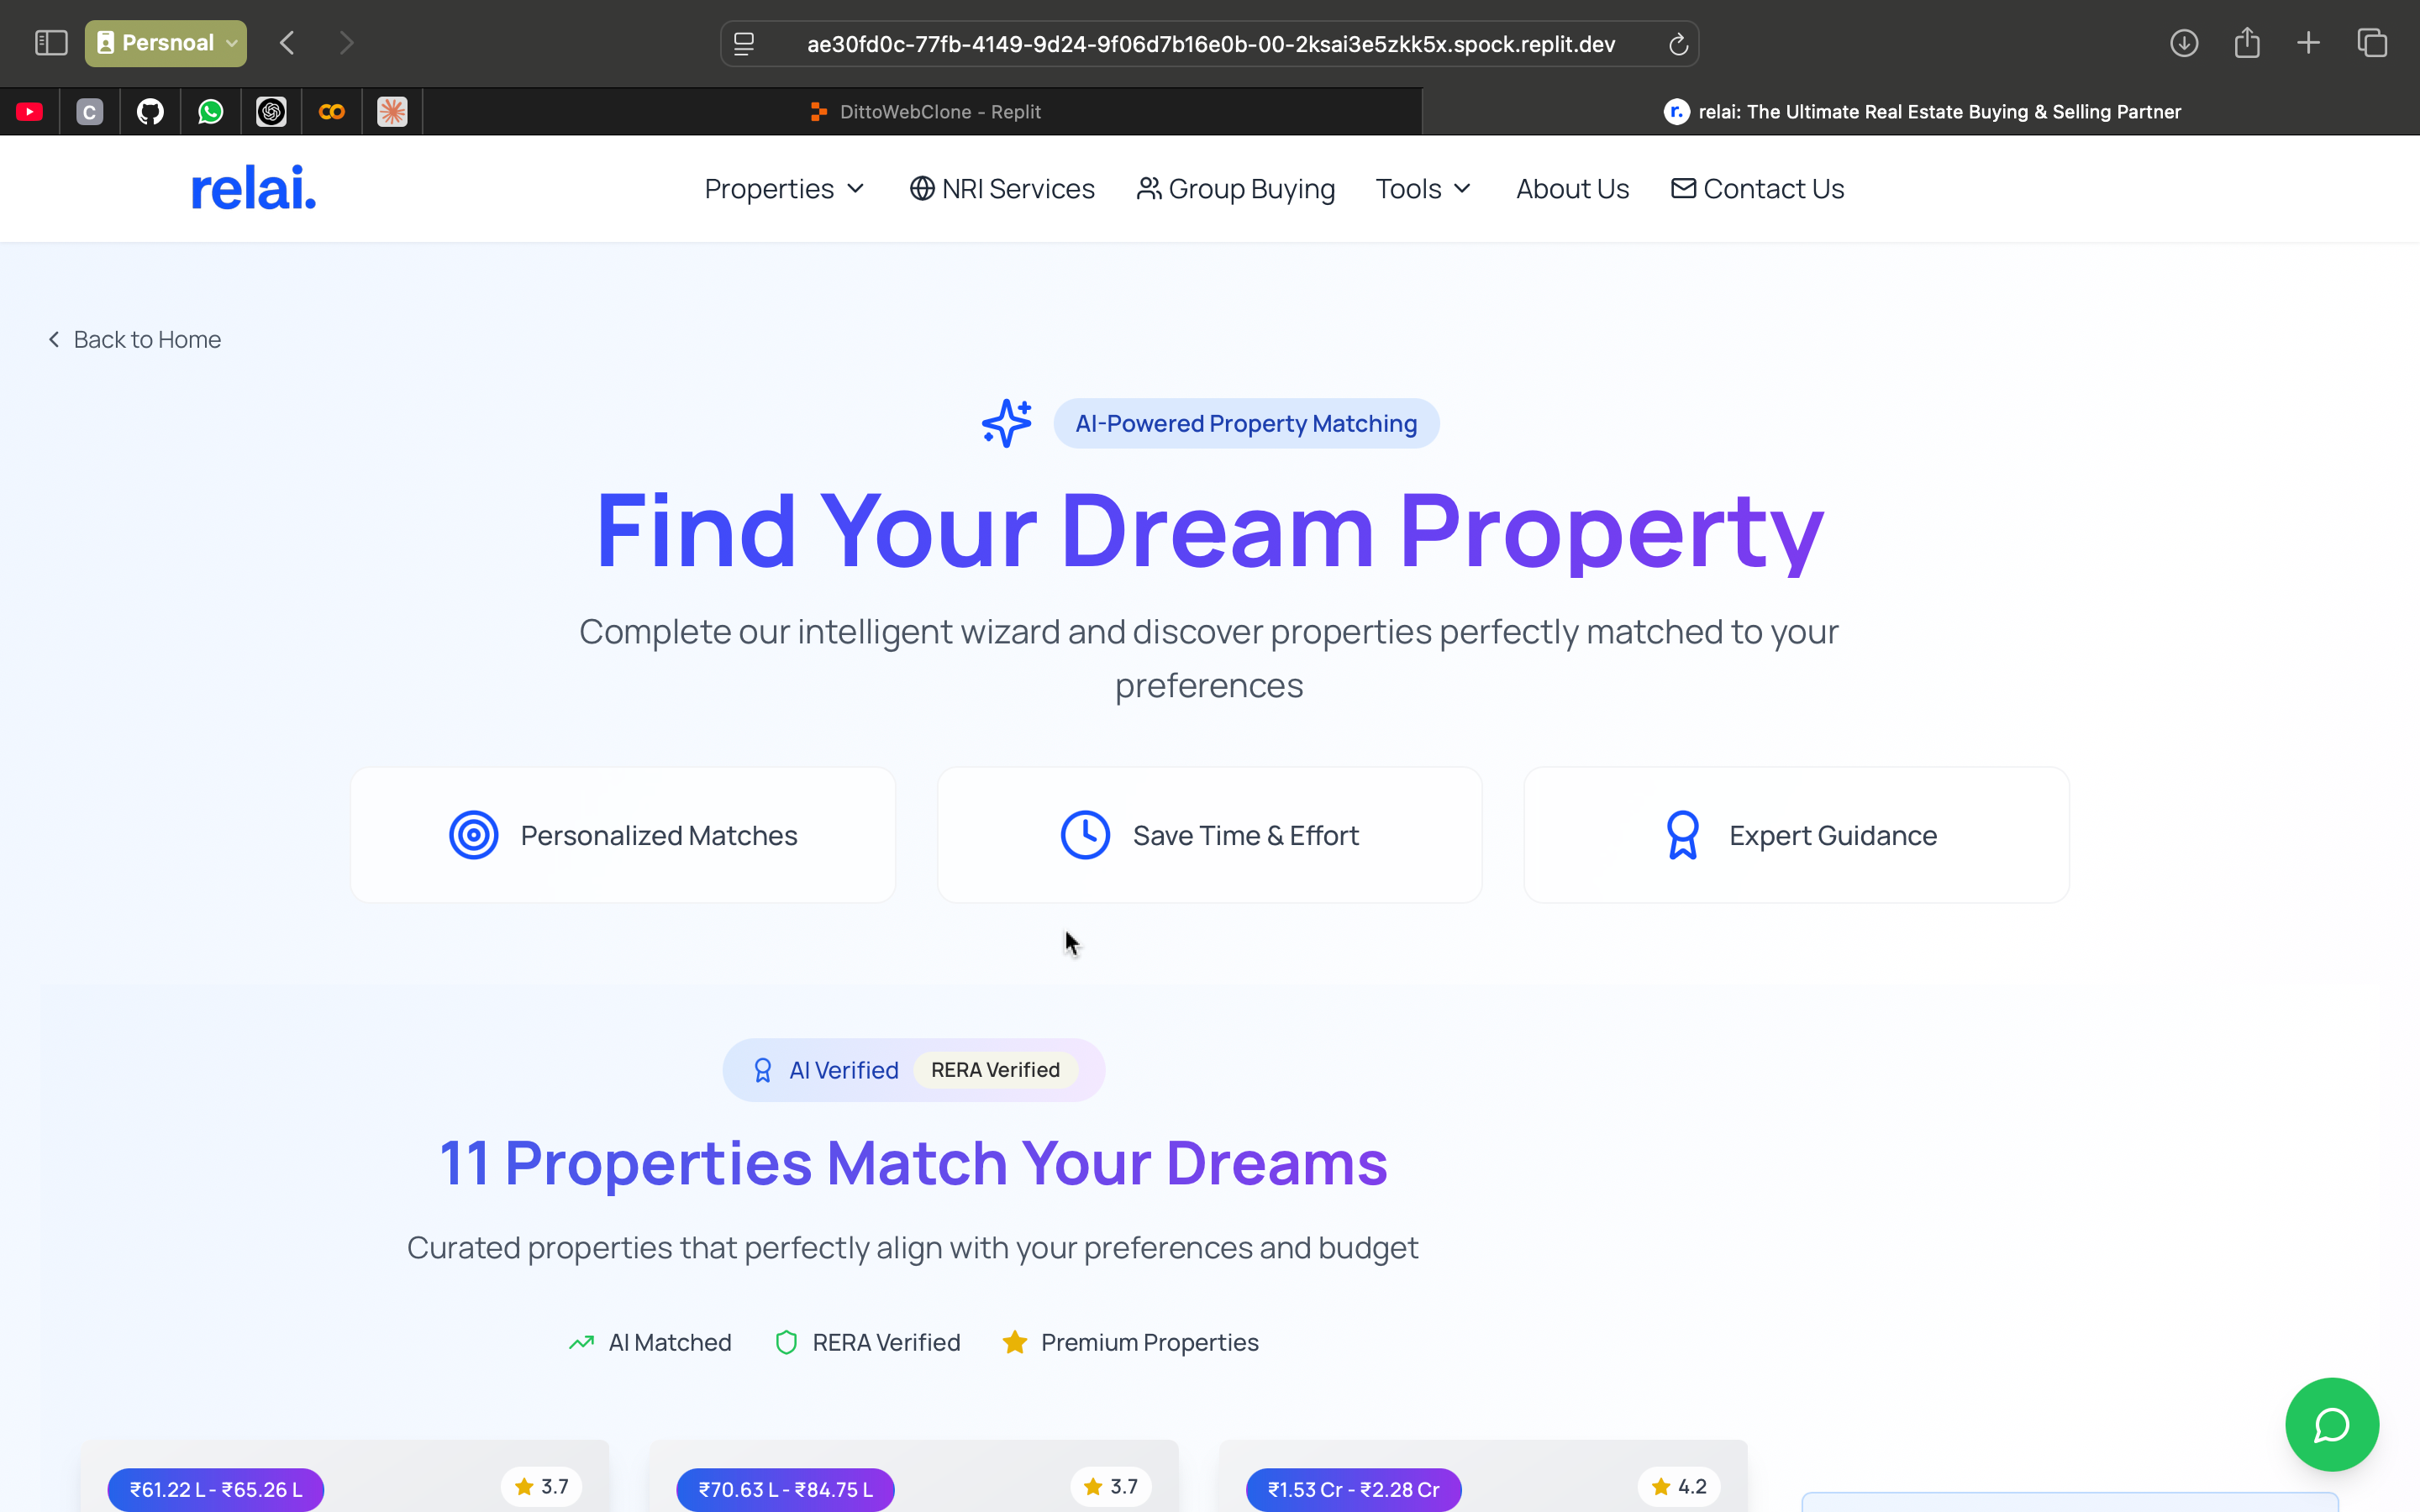 Persnoal
ae30fd0c-77fb-4149-9d24-9f06d7b16e0b-00-2ksai3e5zkk5x.spock.replit.dev
C
DittoWebClone - Replit
r.
relai: The Ultimate Real Estate Buying & Selling Partner
relai.
Properties
NRI Services
Group Buying
Tools
About Us
Contact Us
Back to Home
AI-Powered Property Matching
Find Your Dream Property
Complete our intelligent wizard and discover properties perfectly matched to your
preferences
Personalized Matches
Save Time & Effort
Expert Guidance
AI Verified
RERA Verified
11 Properties Match Your Dreams
Curated properties that perfectly align with your preferences and budget
AI Matched
RERA Verified
Premium Properties
₹61.22 L - ₹65.26 L
3.7
₹70.63 L - ₹84.75 L
3.7
₹1.53 Cr - ₹2.28 Cr
4.2